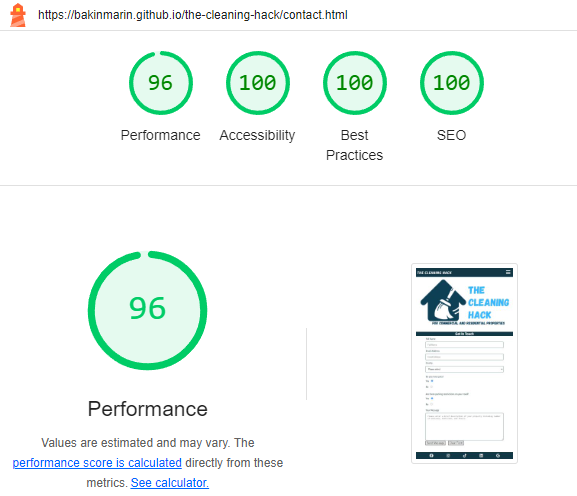 https://bakinmarin.github.io/the-cleaning-hack/contact.html
96
100
100
100
Performance
Accessibility
Best
Practices
SEO
96
Performance
Values are estimated and may vary. The
performance score is calculated directly from these
metrics. See calculator.
THE CLEANING HACK
THE
CLEANING
HACK
FOR COMMERCIAL AND RESIDENTIAL PROPERTIES
Get In Touch